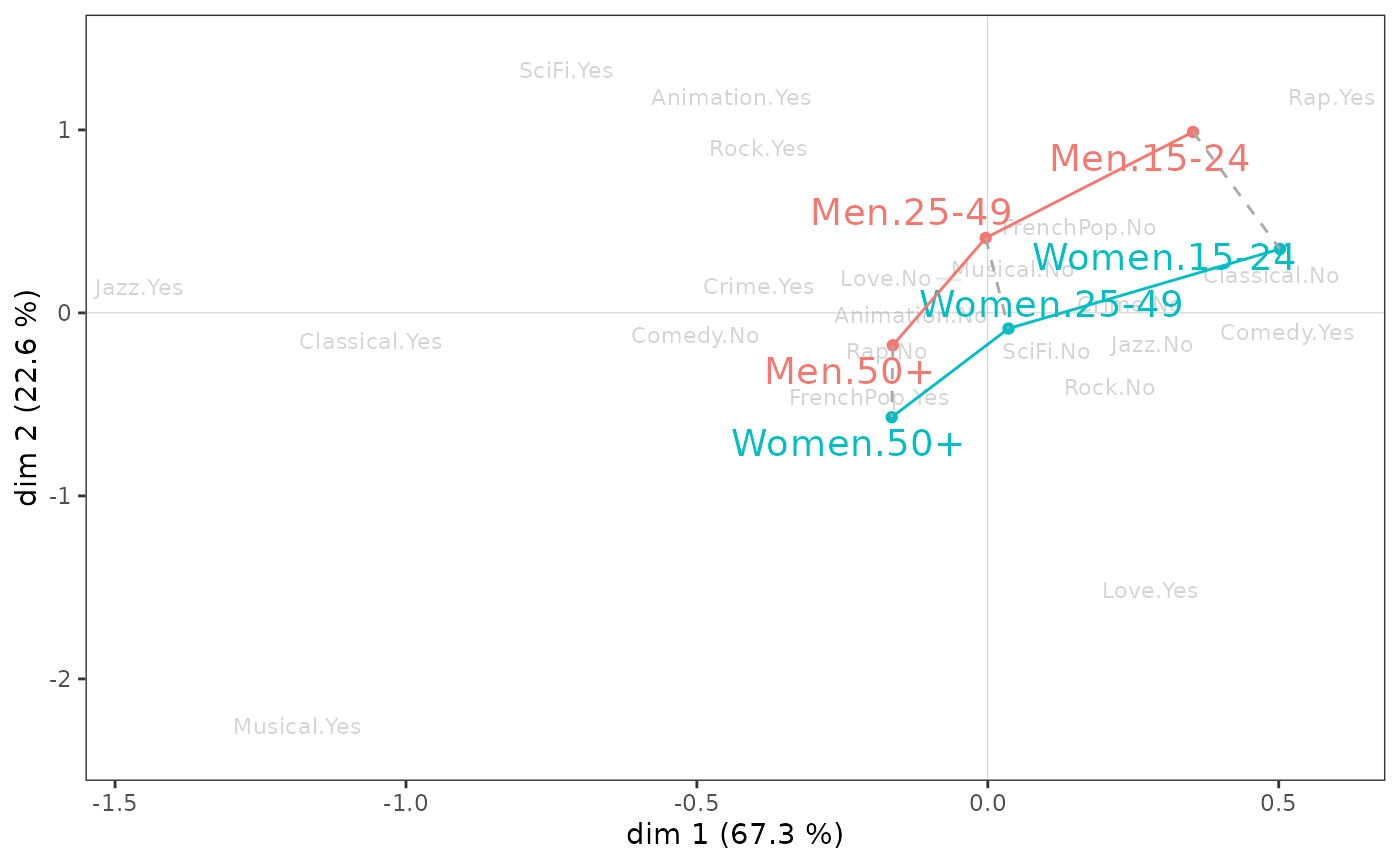 SciFi.Yes
Animation.Yes
Rap.Yes
1
Rock.Yes
Men.15-24
Men.25-49
FrenchPop.No
Women.15-24
Love.No
Musical.No
Classical.No
Jazz.Yes
Crime.Yes
Women.25-49
Crime.No
0
Animation.No
Classical.Yes
Comedy.No
Comedy.Yes
Rap.No
SciFi.No
Jazz.No
Men.50+
Rock.No
FrenchPop.Yes
Women.50+
-1
Love.Yes
-2
Musical.Yes
-1.5
-1.0
-0.5
0.0
0.5
dim 1 (67.3 %)
dim 2 (22.6 %)